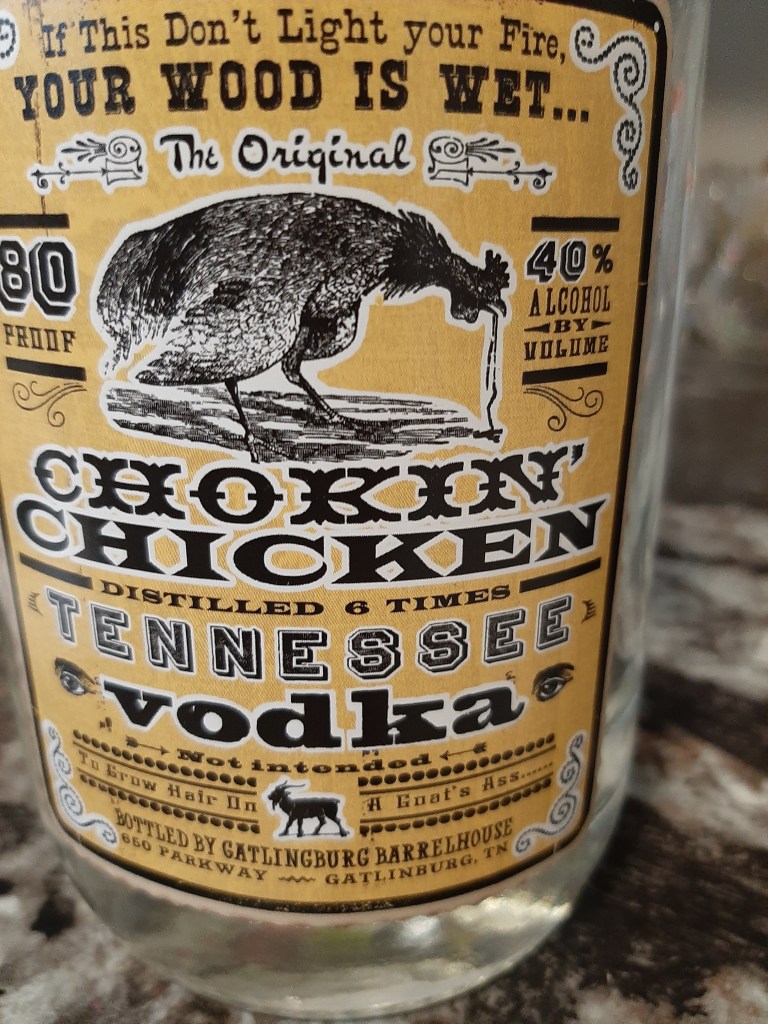 If This Don't Light your Fire,
YOUR WOOD IS WET...
The Original
80
PROOF
40%
ALCOHOL
BY
VOLUME
CHOKIN'
CHICKEN
DISTILLED 6 TIMES
TENNESSEE
vodka
Not intended
To Grow Hair On A Goat's Ass......
BOTTLED BY GATLINGBURG BARRELHOUSE
650 PARKWAY GATLINBURG, TN